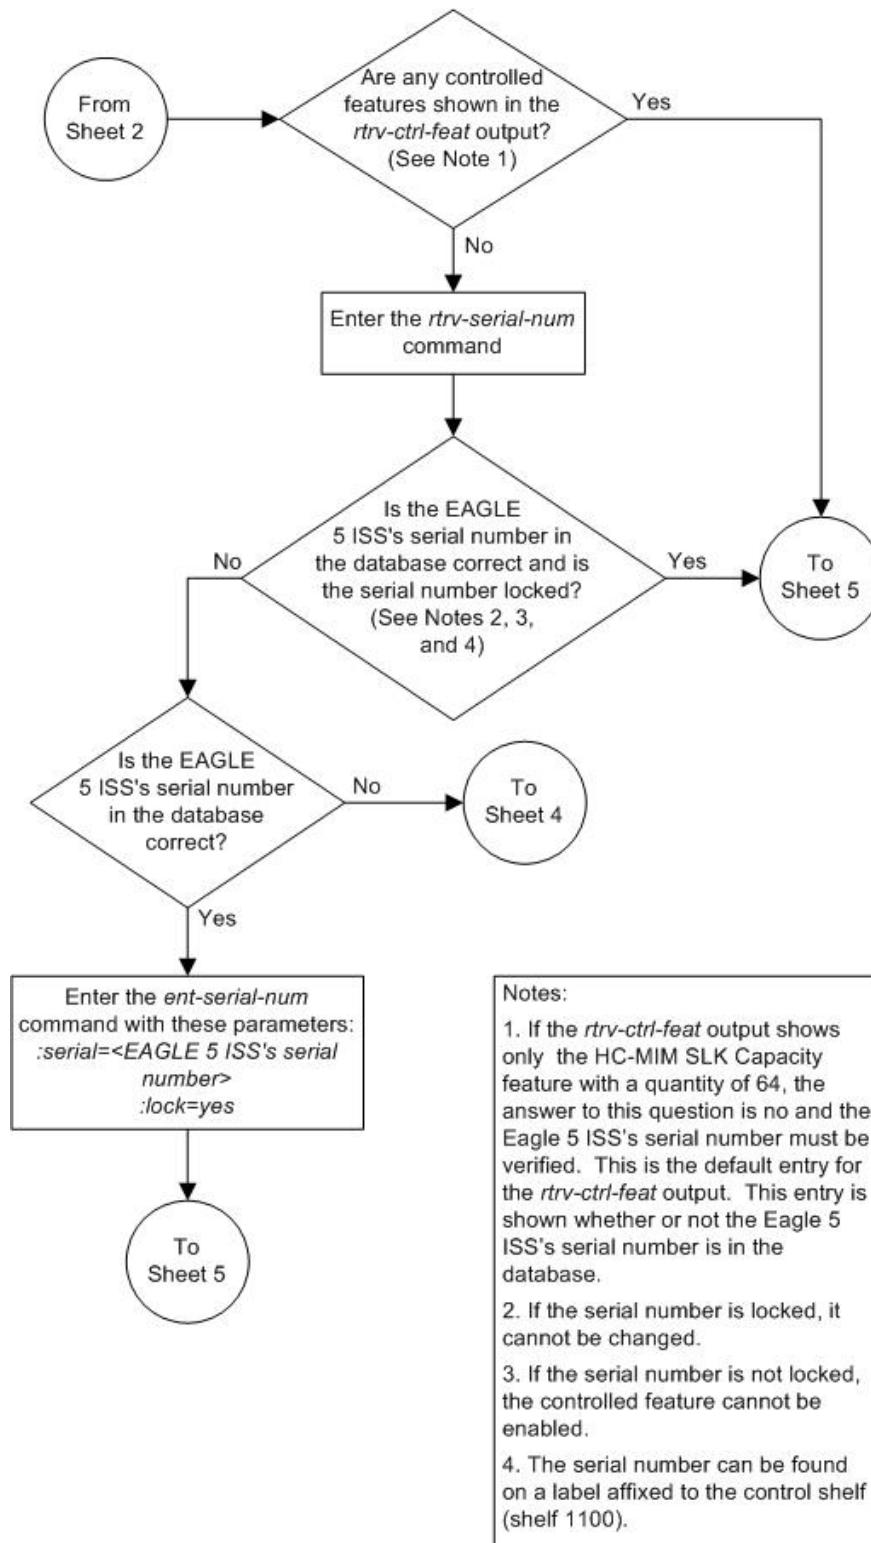 From
Sheet 2
Are any controlled
features shown in the
rtrv-ctrl-feat output?
(See Note 1)
Yes
No
Enter the rtrv-serial-num
command
Is the EAGLE
5 ISS's serial number in
the database correct and is
the serial number locked?
(See Notes 2, 3,
and 4)
No
Yes
To
Sheet 5
Is the EAGLE
5 ISS's serial number
in the database
correct?
No
To
Sheet 4
Yes
Enter the ent-serial-num
command with these parameters:
:serial=<EAGLE 5 ISS's serial
number>
:lock=yes
To
Sheet 5
Notes:
1. If the rtrv-ctrl-feat output shows
only the HC-MIM SLK Capacity
feature with a quantity of 64, the
answer to this question is no and the
Eagle 5 ISS's serial number must be
verified. This is the default entry for
the rtrv-ctrl-feat output. This entry is
shown whether or not the Eagle 5
ISS's serial number is in the
database.
2. If the serial number is locked, it
cannot be changed.
3. If the serial number is not locked,
the controlled feature cannot be
enabled.
4. The serial number can be found
on a label affixed to the control shelf
(shelf 1100).